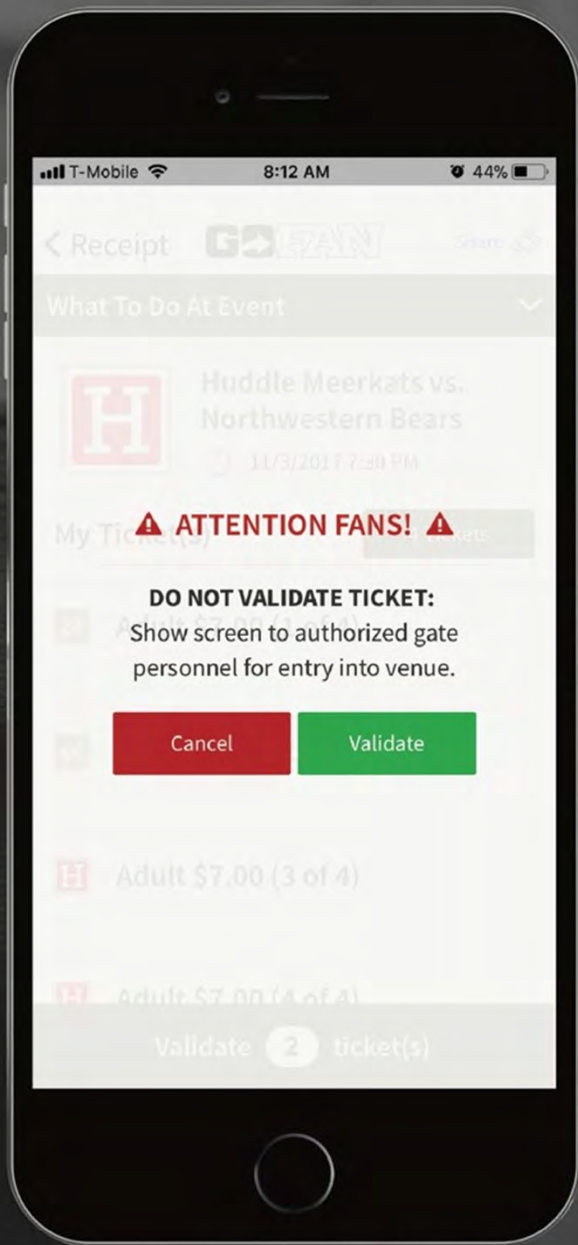 T-Mobile 8:12 AM 44%
Receipt GOFAN Share
What To Do At Event
H Huddle Meerkats vs.
Northwestern Bears
11/3/2017 7:30 PM
ATTENTION FANS!
My Ticket(s) Tickets
DO NOT VALIDATE TICKET:
Adult $7.00 (1 of 4)
Show screen to authorized gate
personnel for entry into venue.
Cancel Validate
H Adult $7.00 (3 of 4)
H Adult $7.00 (4 of 4)
Validate 2 ticket(s)